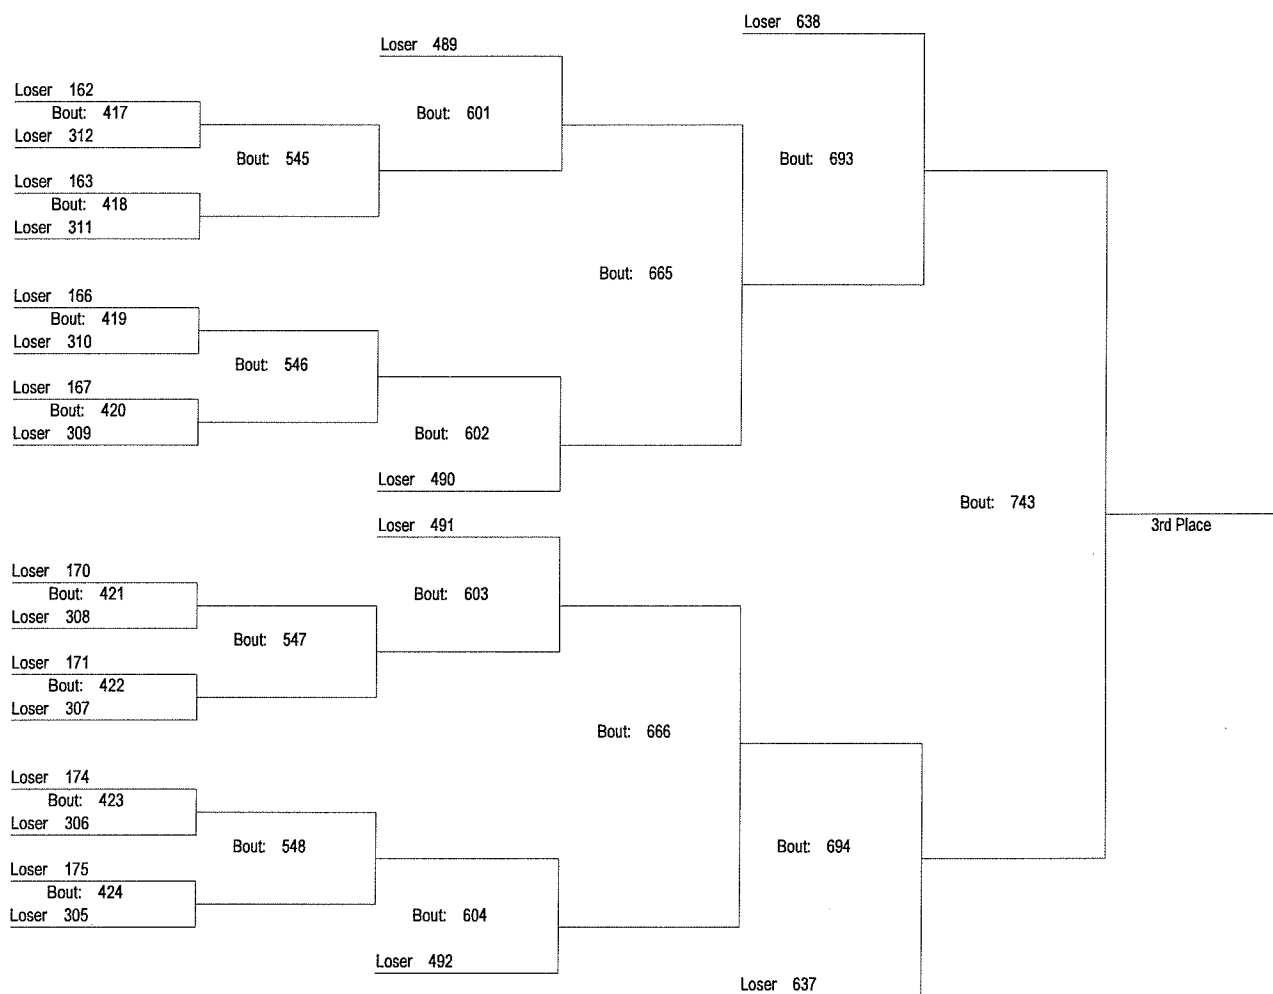 Loser 638
Loser 489
Loser 162
Bout: 417
Loser 312
Bout: 601
Bout: 545
Bout: 693
Loser 163
Bout: 418
Loser 311
Bout: 665
Loser 166
Bout: 419
Loser 310
Bout: 546
Loser 167
Bout: 420
Loser 309
Bout: 602
Loser 490
Bout: 743
Loser 491
3rd Place
Loser 170
Bout: 421
Loser 308
Bout: 603
Bout: 547
Loser 171
Bout: 422
Loser 307
Bout: 666
Loser 174
Bout: 423
Loser 306
Bout: 548
Bout: 694
Loser 175
Bout: 424
Loser 305
Bout: 604
Loser 492
Loser 637